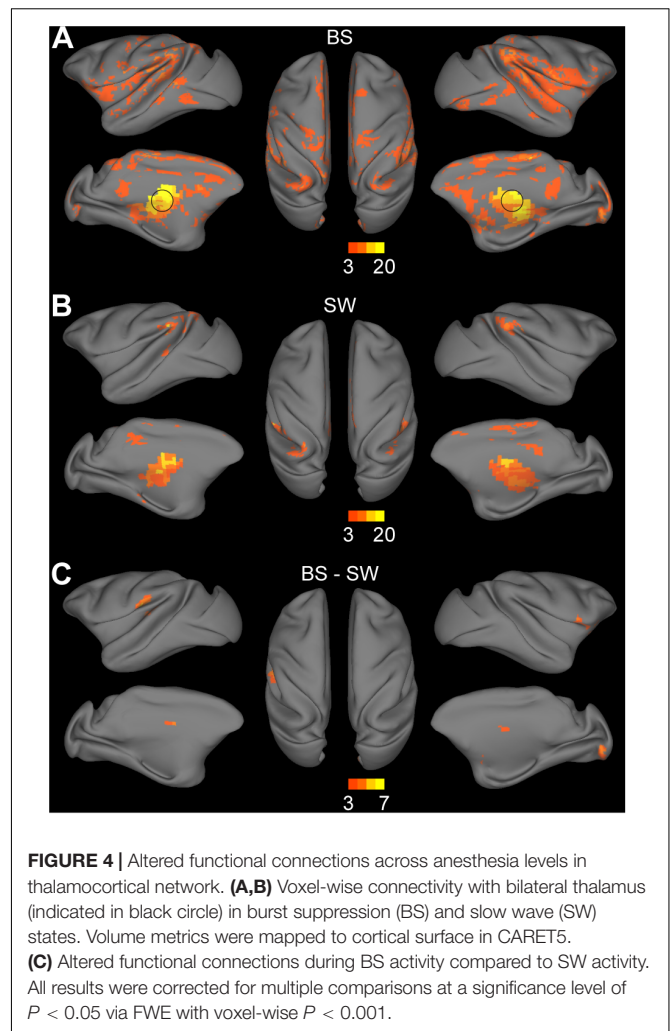 A
BS
3 20
B
SW
3 20
C
BS - SW
3 7
FIGURE 4 | Altered functional connections across anesthesia levels in
thalamocortical network. (A,B) Voxel-wise connectivity with bilateral thalamus
(indicated in black circle) in burst suppression (BS) and slow wave (SW)
states. Volume metrics were mapped to cortical surface in CARET5.
(C) Altered functional connections during BS activity compared to SW activity.
All results were corrected for multiple comparisons at a significance level of
P < 0.05 via FWE with voxel-wise P < 0.001.